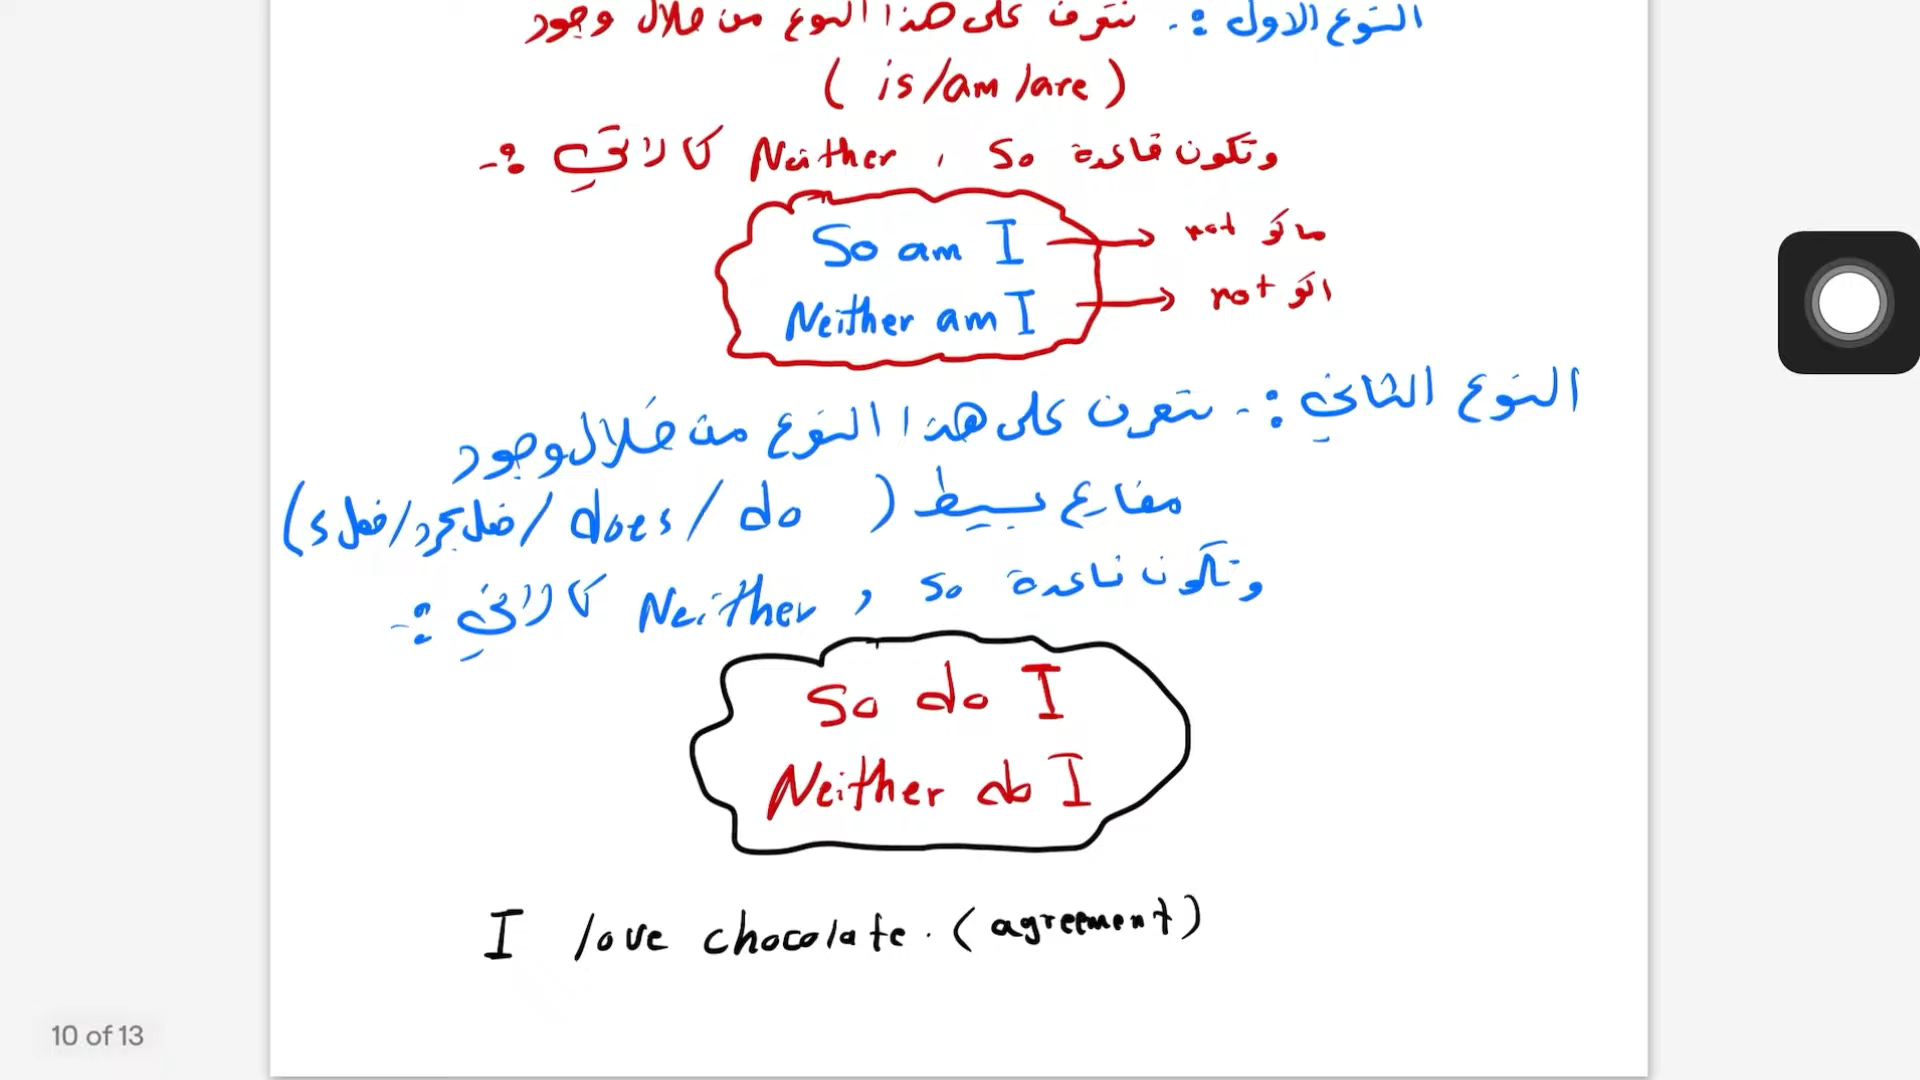 النوع الاول :- نتعرف على هذا النوع من خلال وجود
( is/am/are )
وتكون قاعدة So , Neither كالاتي :-
So am I → not ماكو
Neither am I → not اكو
النوع الثاني :- نتعرف على هذا النوع من خلال وجود
مضارع بسيط ( do / does / فعل مجرد / فعل s)
وتكون قاعدة So , Neither كالاتي :-
So do I
Neither do I
I love chocolate. (agreement)
10 of 13